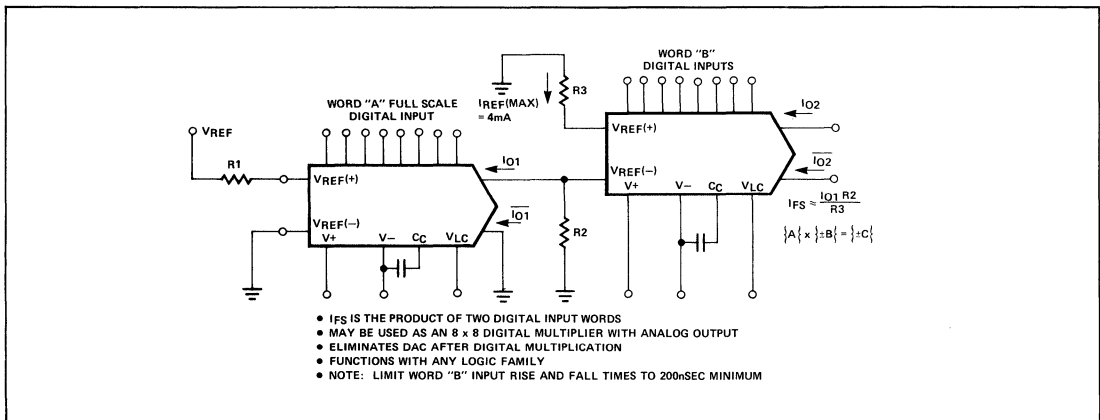 WORD "A" FULL SCALE
DIGITAL INPUT
VREF
R1
VREF(+)
VREF(−)
V+
V−
CC
VLC
IO1
IO1
R2
IREF(MAX)
= 4mA
R3
WORD "B"
DIGITAL INPUTS
VREF(+)
VREF(−)
V+
V−
CC
VLC
IO2
IO2
IFS ≈ IO1 R2
R3
{A{ x }±B{ = {±C{
• IFS IS THE PRODUCT OF TWO DIGITAL INPUT WORDS
• MAY BE USED AS AN 8 x 8 DIGITAL MULTIPLIER WITH ANALOG OUTPUT
• ELIMINATES DAC AFTER DIGITAL MULTIPLICATION
• FUNCTIONS WITH ANY LOGIC FAMILY
• NOTE: LIMIT WORD "B" INPUT RISE AND FALL TIMES TO 200nSEC MINIMUM